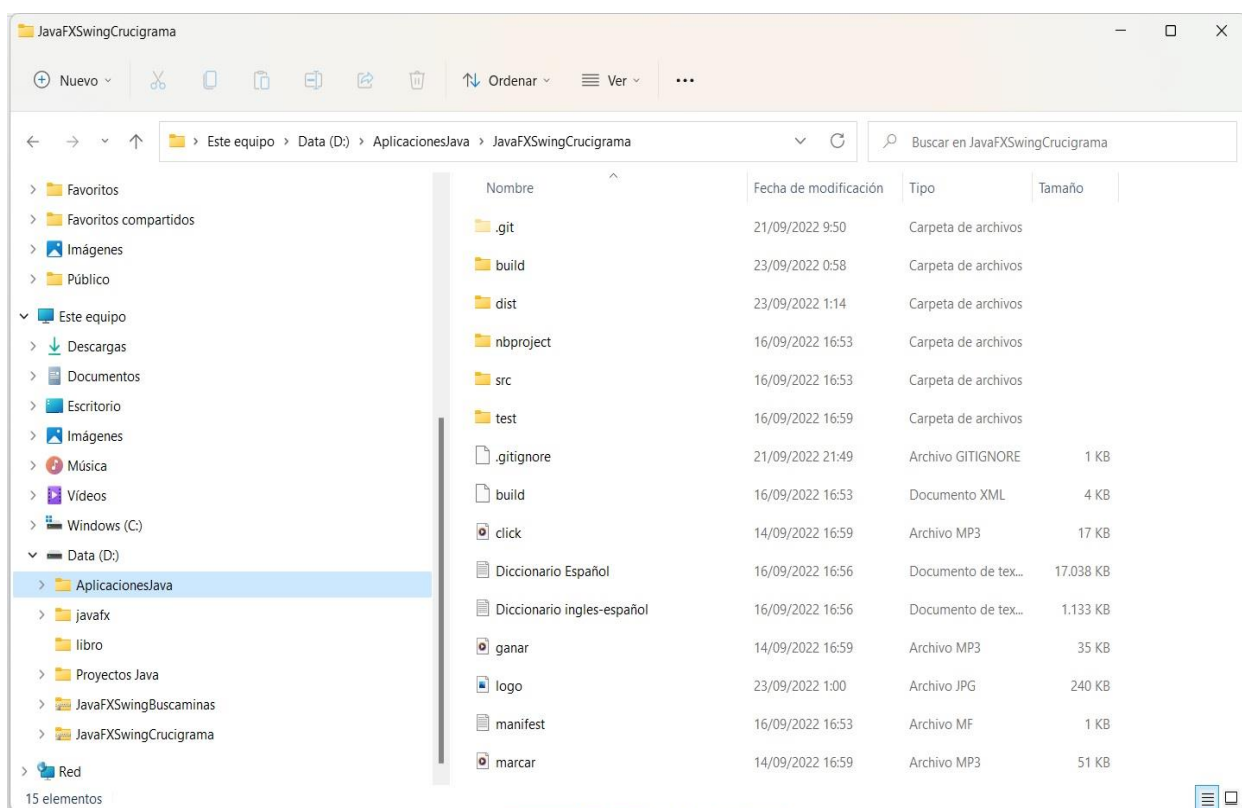 JavaFXSwingCrucigrama
Nuevo
Ordenar
Ver
Este equipo > Data (D:) > AplicacionesJava > JavaFXSwingCrucigrama
Buscar en JavaFXSwingCrucigrama
Favoritos
Favoritos compartidos
Imágenes
Público
Este equipo
Descargas
Documentos
Escritorio
Imágenes
Música
Vídeos
Windows (C:)
Data (D:)
AplicacionesJava
javafx
libro
Proyectos Java
JavaFXSwingBuscaminas
JavaFXSwingCrucigrama
Red
Nombre Fecha de modificación Tipo Tamaño
.git 21/09/2022 9:50 Carpeta de archivos
build 23/09/2022 0:58 Carpeta de archivos
dist 23/09/2022 1:14 Carpeta de archivos
nbproject 16/09/2022 16:53 Carpeta de archivos
src 16/09/2022 16:53 Carpeta de archivos
test 16/09/2022 16:59 Carpeta de archivos
.gitignore 21/09/2022 21:49 Archivo GITIGNORE 1 KB
build 16/09/2022 16:53 Documento XML 4 KB
click 14/09/2022 16:59 Archivo MP3 17 KB
Diccionario Español 16/09/2022 16:56 Documento de tex... 17.038 KB
Diccionario ingles-español 16/09/2022 16:56 Documento de tex... 1.133 KB
ganar 14/09/2022 16:59 Archivo MP3 35 KB
logo 23/09/2022 1:00 Archivo JPG 240 KB
manifest 16/09/2022 16:53 Archivo MF 1 KB
marcar 14/09/2022 16:59 Archivo MP3 51 KB
15 elementos